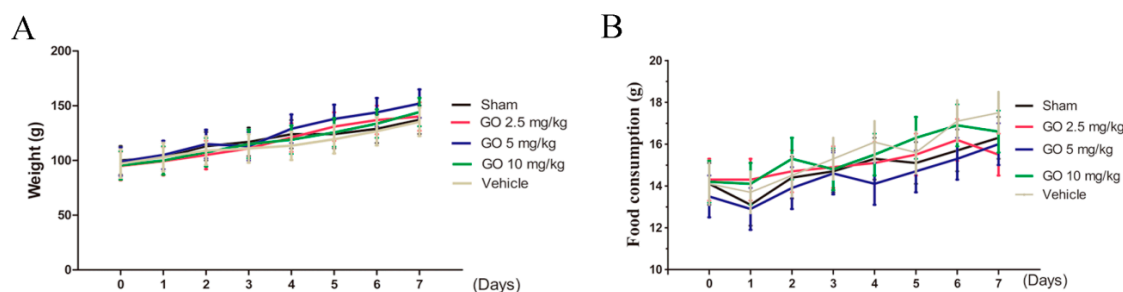 A
Weight (g)
200
150
100
50
0
0 1 2 3 4 5 6 7 (Days)
Sham
GO 2.5 mg/kg
GO 5 mg/kg
GO 10 mg/kg
Vehicle
B
Food consumption (g)
20
18
16
14
12
10
0 1 2 3 4 5 6 7 (Days)
Sham
GO 2.5 mg/kg
GO 5 mg/kg
GO 10 mg/kg
Vehicle